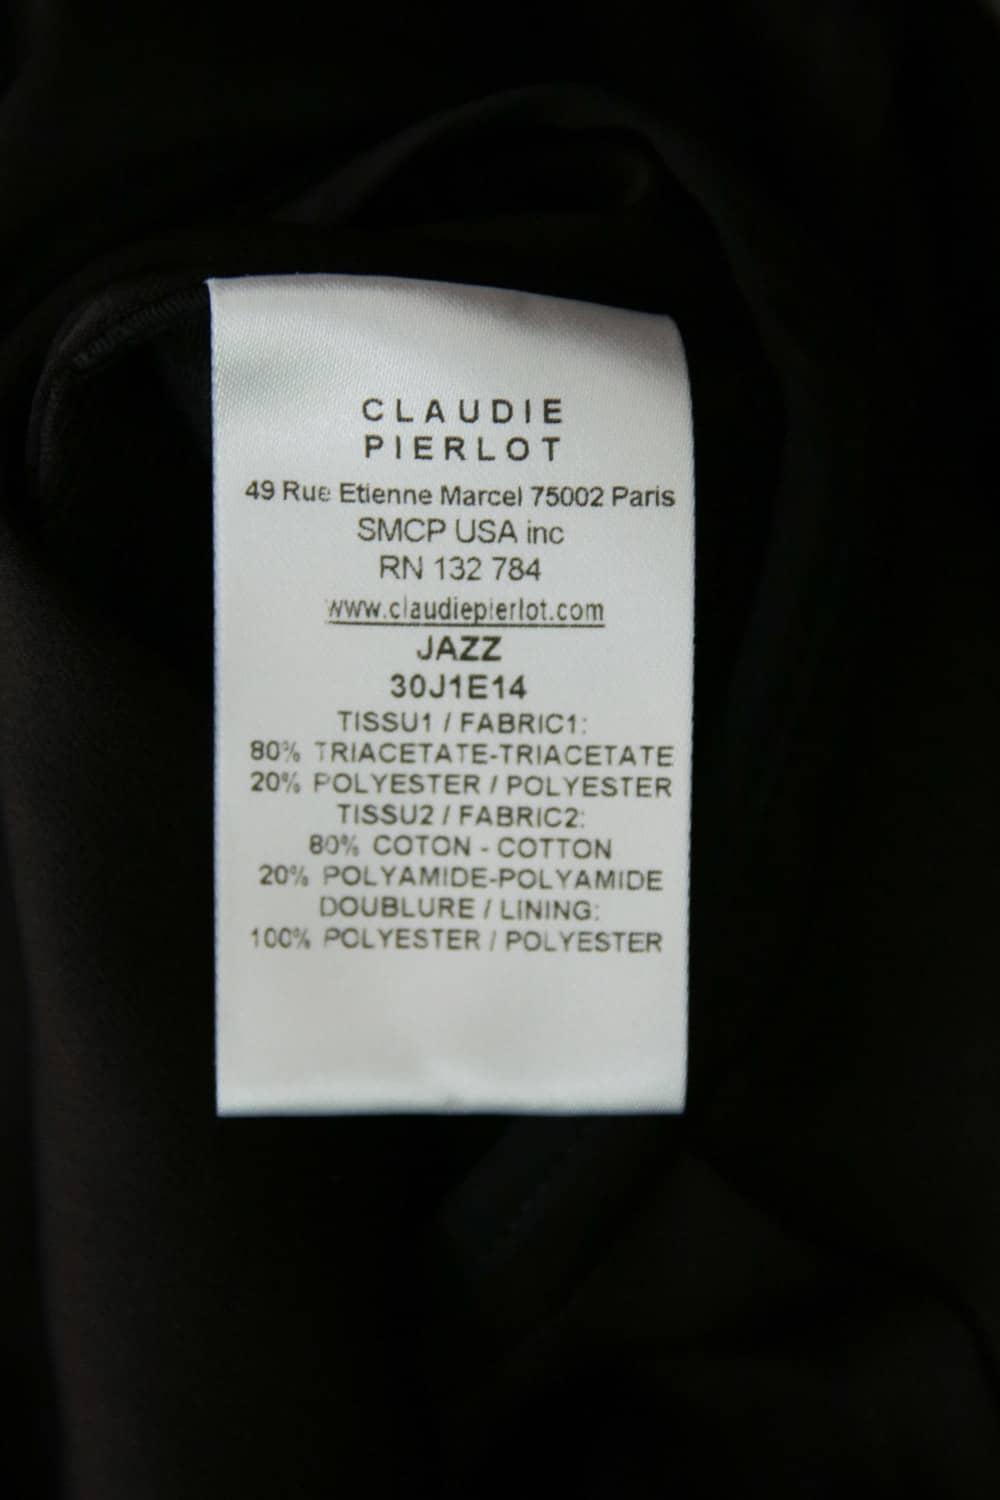 CLAUDIE
PIERLOT
49 Rue Etienne Marcel 75002 Paris
SMCP USA inc
RN 132 784
www.claudiepierlot.com
JAZZ
30J1E14
TISSU1 / FABRIC1:
80% TRIACETATE-TRIACETATE
20% POLYESTER / POLYESTER
TISSU2 / FABRIC2:
80% COTON - COTTON
20% POLYAMIDE-POLYAMIDE
DOUBLURE / LINING:
100% POLYESTER / POLYESTER